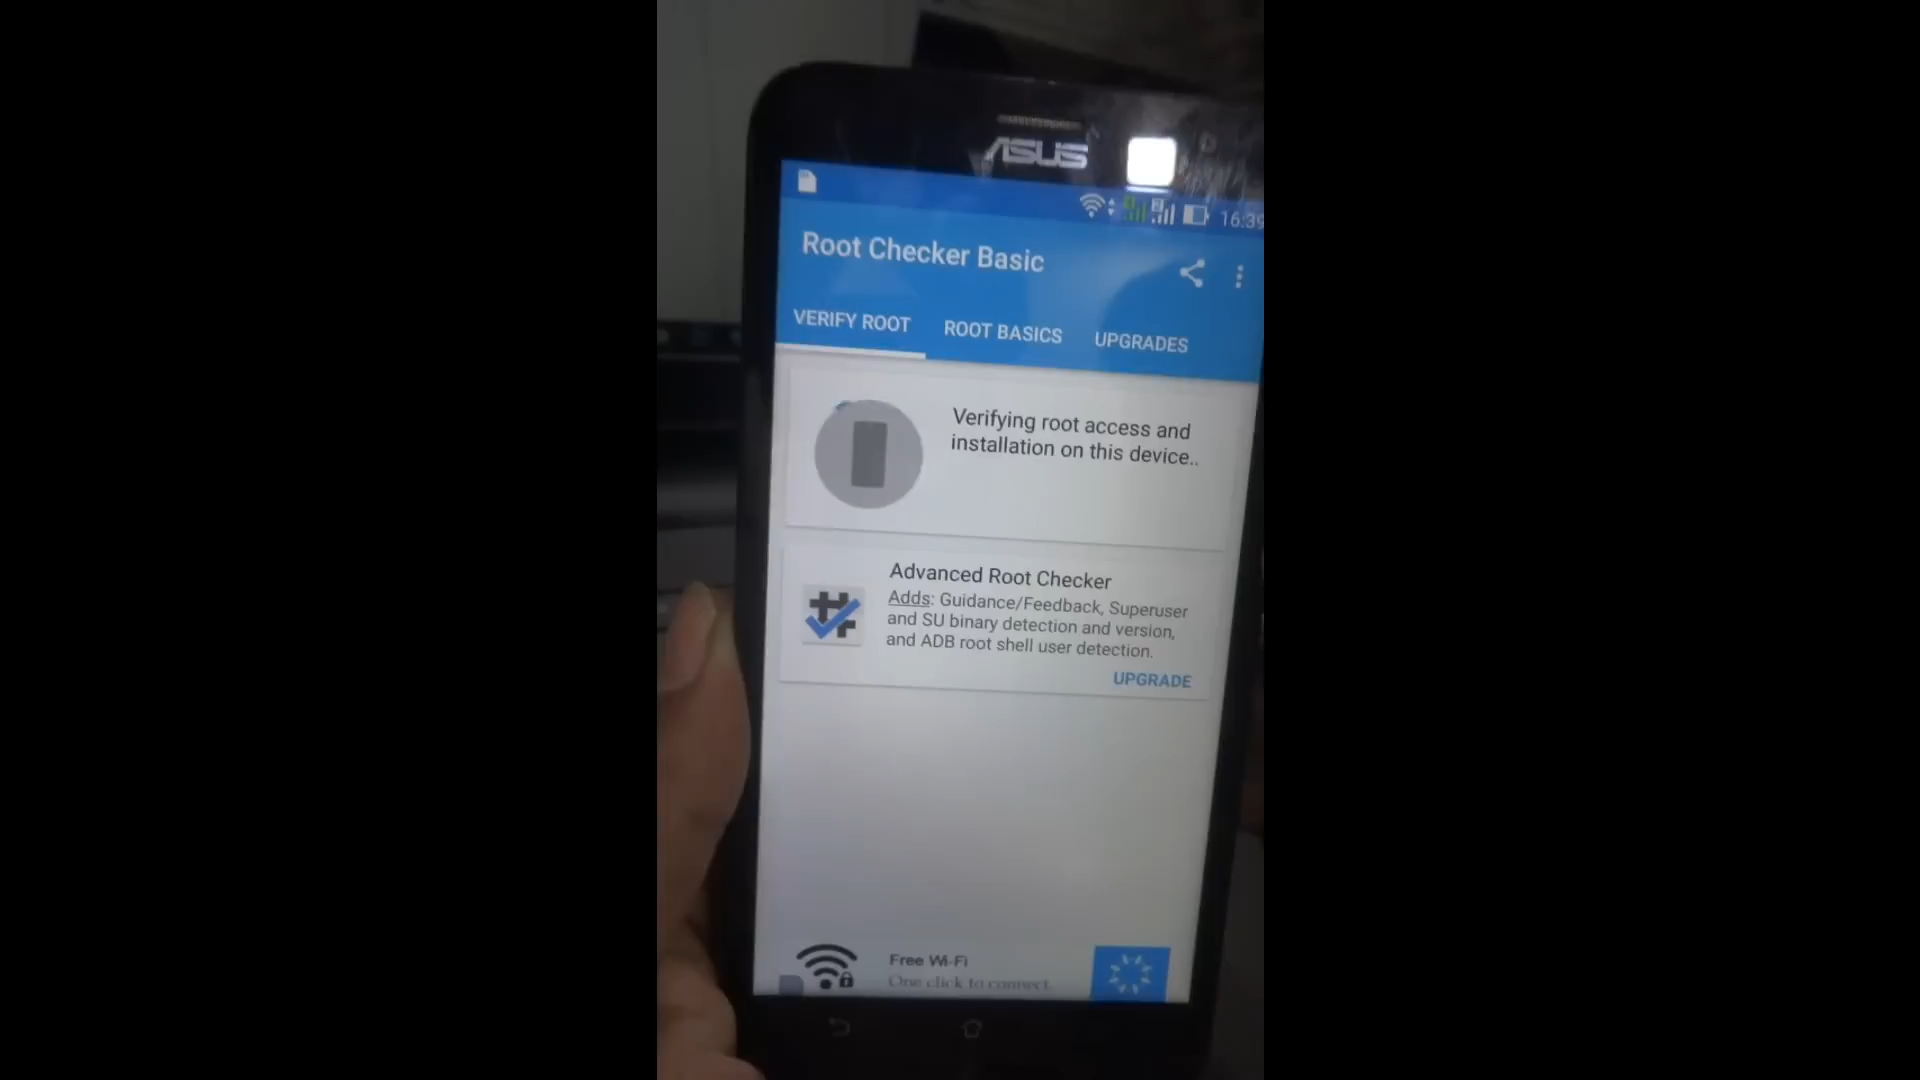 ASUS
2
16:39
Root Checker Basic
VERIFY ROOT
ROOT BASICS
UPGRADES
Verifying root access and
installation on this device..
Advanced Root Checker
Adds: Guidance/Feedback, Superuser
and SU binary detection and version,
and ADB root shell user detection.
UPGRADE
Free Wi-Fi
One click to connect.